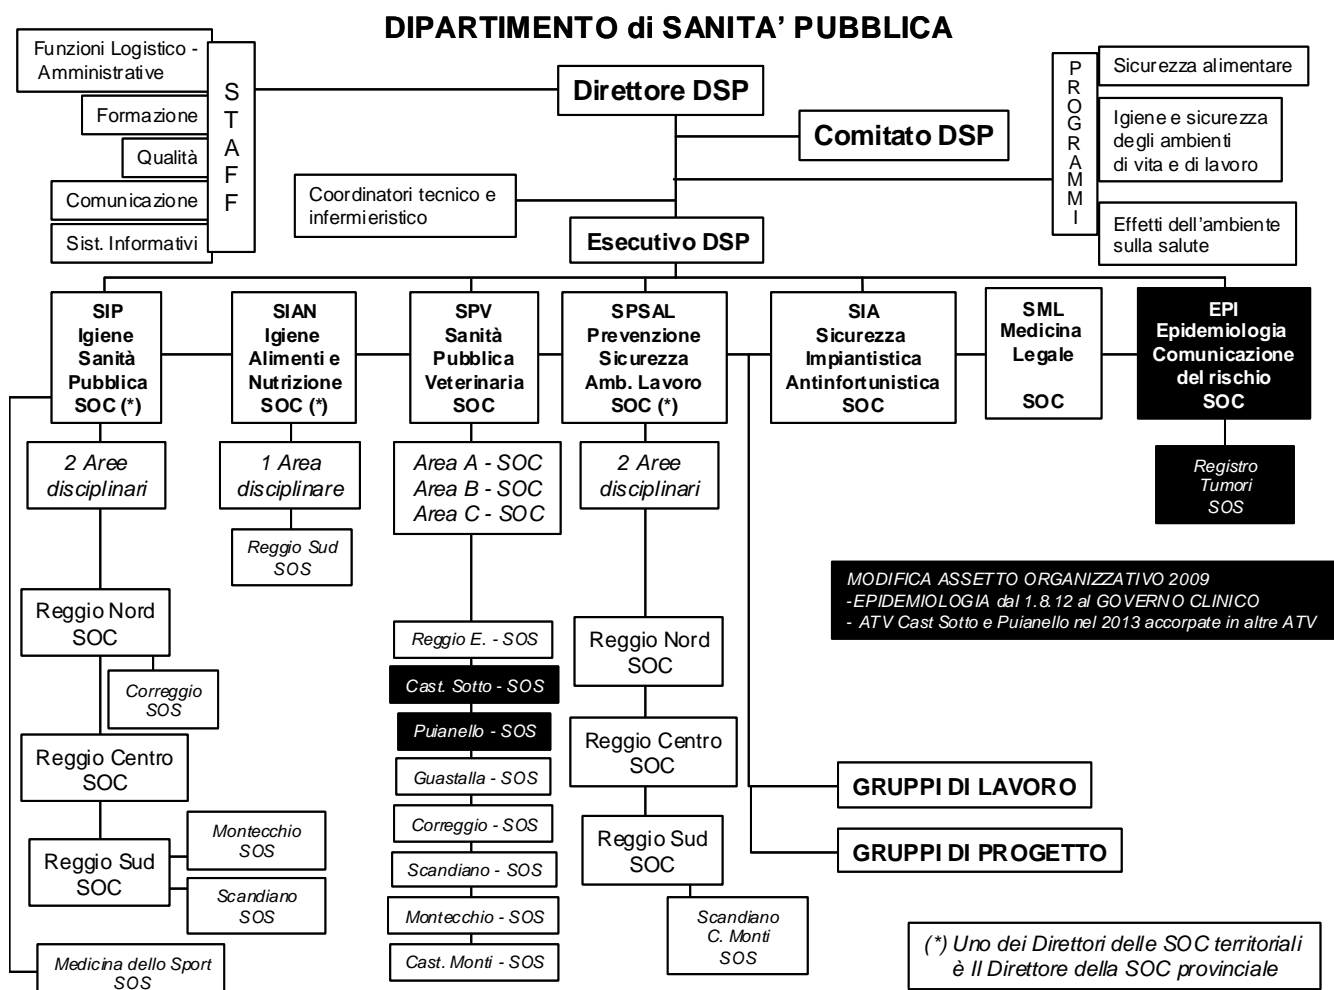 DIPARTIMENTO di SANITA' PUBBLICA
Funzioni Logistico -
Amministrative
Formazione
Qualità
Comunicazione
Sist. Informativi
STAFF
Direttore DSP
Comitato DSP
Coordinatori tecnico e
infermieristico
Esecutivo DSP
PROGRAMMI
Sicurezza alimentare
Igiene e sicurezza
degli ambienti
di vita e di lavoro
Effetti dell'ambiente
sulla salute
SIP
Igiene
Sanità
Pubblica
SOC (*)
SIAN
Igiene
Alimenti e
Nutrizione
SOC (*)
SPV
Sanità
Pubblica
Veterinaria
SOC
SPSAL
Prevenzione
Sicurezza
Amb. Lavoro
SOC (*)
SIA
Sicurezza
Impiantistica
Antinfortunistica
SOC
SML
Medicina
Legale
SOC
EPI
Epidemiologia
Comunicazione
del rischio
SOC
2 Aree
disciplinari
1 Area
disciplinare
Area A - SOC
Area B - SOC
Area C - SOC
2 Aree
disciplinari
Registro
Tumori
SOS
Reggio Sud
SOS
MODIFICA ASSETTO ORGANIZZATIVO 2009
-EPIDEMIOLOGIA dal 1.8.12 al GOVERNO CLINICO
- ATV Cast Sotto e Puianello nel 2013 accorpate in altre ATV
Reggio Nord
SOC
Correggio
SOS
Reggio Centro
SOC
Reggio Sud
SOC
Montecchio
SOS
Scandiano
SOS
Medicina dello Sport
SOS
Reggio E. - SOS
Cast. Sotto - SOS
Puianello - SOS
Guastalla - SOS
Correggio - SOS
Scandiano - SOS
Montecchio - SOS
Cast. Monti - SOS
Reggio Nord
SOC
Reggio Centro
SOC
Reggio Sud
SOC
Scandiano
C. Monti
SOS
GRUPPI DI LAVORO
GRUPPI DI PROGETTO
(*) Uno dei Direttori delle SOC territoriali
è Il Direttore della SOC provinciale